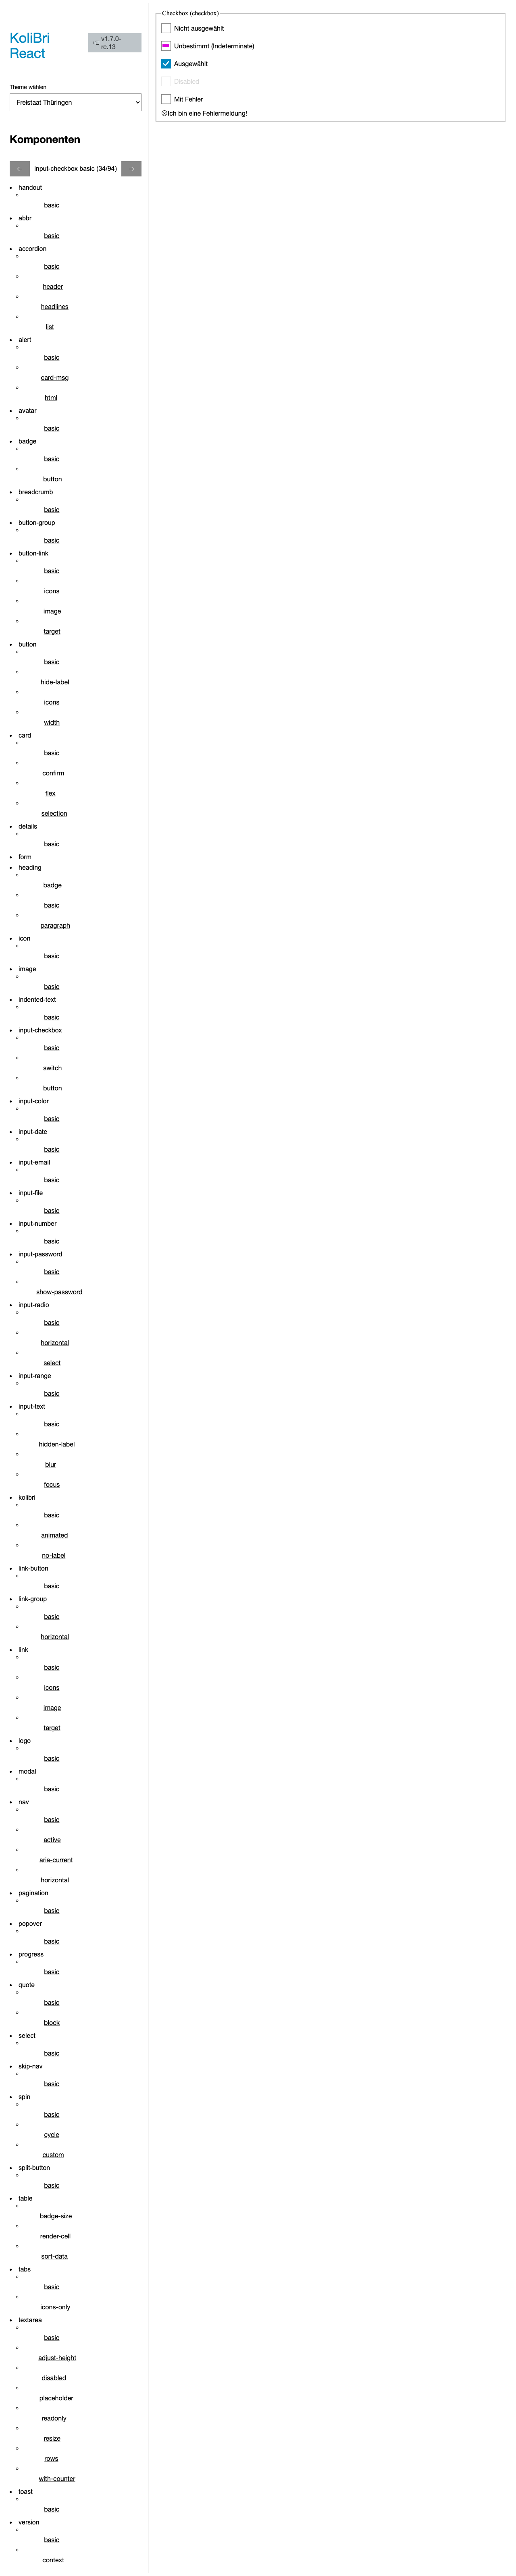 KoliBri
React
v1.7.0-
rc.13
Theme wählen
Freistaat Thüringen
Komponenten
← input-checkbox basic (34/94) →
handout
basic
abbr
basic
accordion
basic
header
headlines
list
alert
basic
card-msg
html
avatar
basic
badge
basic
button
breadcrumb
basic
button-group
basic
button-link
basic
icons
image
target
button
basic
hide-label
icons
width
card
basic
confirm
flex
selection
details
basic
form
heading
badge
basic
paragraph
icon
basic
image
basic
indented-text
basic
input-checkbox
basic
switch
button
input-color
basic
input-date
basic
input-email
basic
input-file
basic
input-number
basic
input-password
basic
show-password
input-radio
basic
horizontal
select
input-range
basic
input-text
basic
hidden-label
blur
focus
kolibri
basic
animated
no-label
link-button
basic
link-group
basic
horizontal
link
basic
icons
image
target
logo
basic
modal
basic
nav
basic
active
aria-current
horizontal
pagination
basic
popover
basic
progress
basic
quote
basic
block
select
basic
skip-nav
basic
spin
basic
cycle
custom
split-button
basic
table
badge-size
render-cell
sort-data
tabs
basic
icons-only
textarea
basic
adjust-height
disabled
placeholder
readonly
resize
rows
with-counter
toast
basic
version
basic
context
Checkbox (checkbox)
Nicht ausgewählt
Unbestimmt (Indeterminate)
Ausgewählt
Disabled
Mit Fehler
Ich bin eine Fehlermeldung!